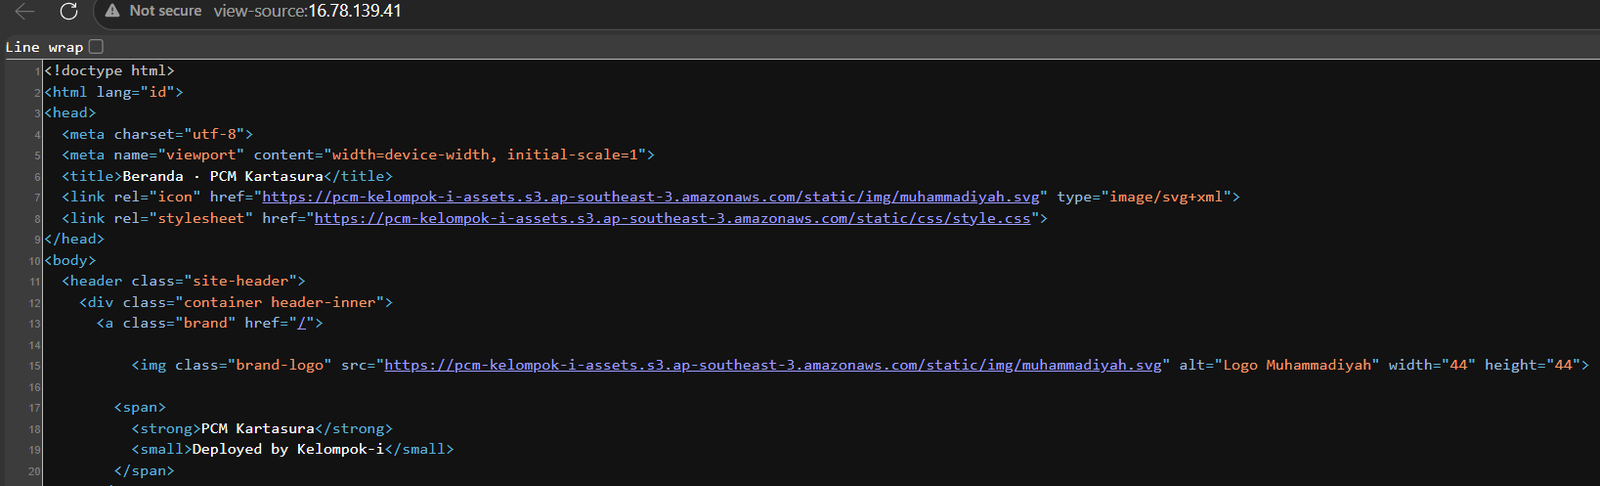 Not secure view-source:16.78.139.41
Line wrap
1 <!doctype html>
2 <html lang="id">
3 <head>
4 <meta charset="utf-8">
5 <meta name="viewport" content="width=device-width, initial-scale=1">
6 <title>Beranda · PCM Kartasura</title>
7 <link rel="icon" href="https://pcm-kelompok-i-assets.s3.ap-southeast-3.amazonaws.com/static/img/muhammadiyah.svg" type="image/svg+xml">
8 <link rel="stylesheet" href="https://pcm-kelompok-i-assets.s3.ap-southeast-3.amazonaws.com/static/css/style.css">
9 </head>
10 <body>
11 <header class="site-header">
12 <div class="container header-inner">
13 <a class="brand" href="/">
14
15 <img class="brand-logo" src="https://pcm-kelompok-i-assets.s3.ap-southeast-3.amazonaws.com/static/img/muhammadiyah.svg" alt="Logo Muhammadiyah" width="44" height="44">
16
17 <span>
18 <strong>PCM Kartasura</strong>
19 <small>Deployed by Kelompok-i</small>
20 </span>